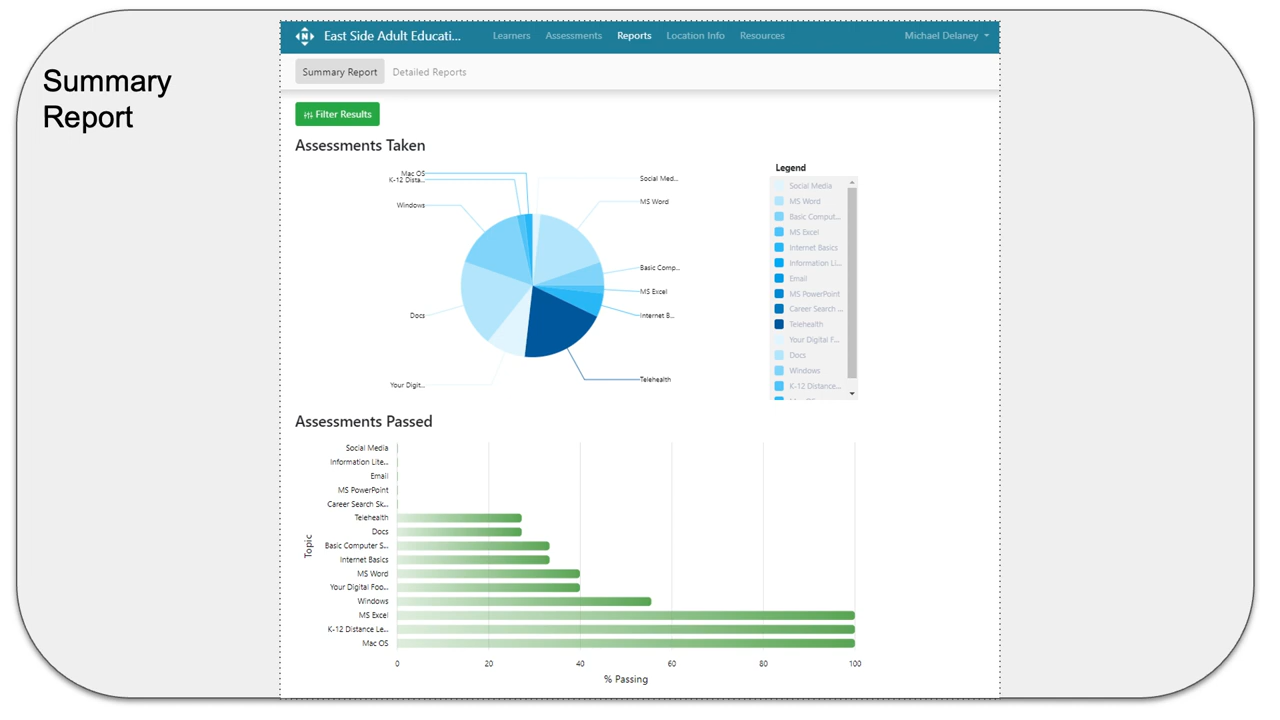 Summary
Report
East Side Adult Educati...
Learners
Assessments
Reports
Location Info
Resources
Michael Delaney
Summary Report
Detailed Reports
Filter Results
Assessments Taken
Mac OS
K-12 Dista...
Windows
Docs
Your Digit...
Social Med...
MS Word
Basic Comp...
MS Excel
Internet B...
Telehealth
Legend
Social Media
MS Word
Basic Comput...
MS Excel
Internet Basics
Information Li...
Email
MS PowerPoint
Career Search ...
Telehealth
Your Digital F...
Docs
Windows
K-12 Distance...
Assessments Passed
Topic
Social Media
Information Lite...
Email
MS PowerPoint
Career Search Sk...
Telehealth
Docs
Basic Computer S...
Internet Basics
MS Word
Your Digital Foo...
Windows
MS Excel
K-12 Distance Le...
Mac OS
0 20 40 60 80 100
% Passing